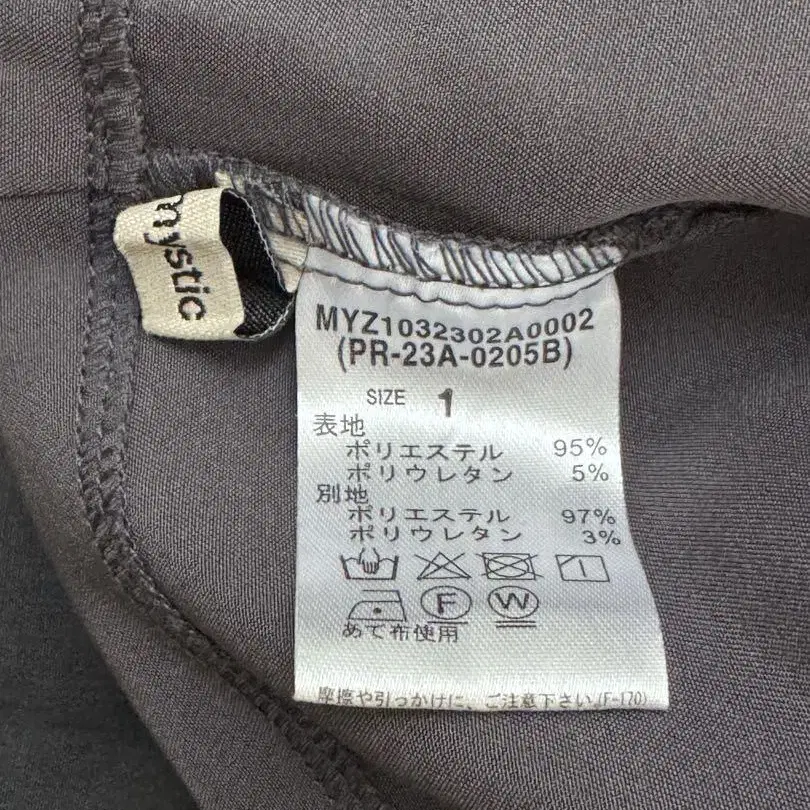 mystic
MYZ1032302A0002
(PR-23A-0205B)
SIZE 1
表地
ポリエステル 95%
ポリウレタン 5%
別地
ポリエステル 97%
ポリウレタン 3%
F W
あて布使用
摩擦や引っかけに、ご注意下さい(F-170)